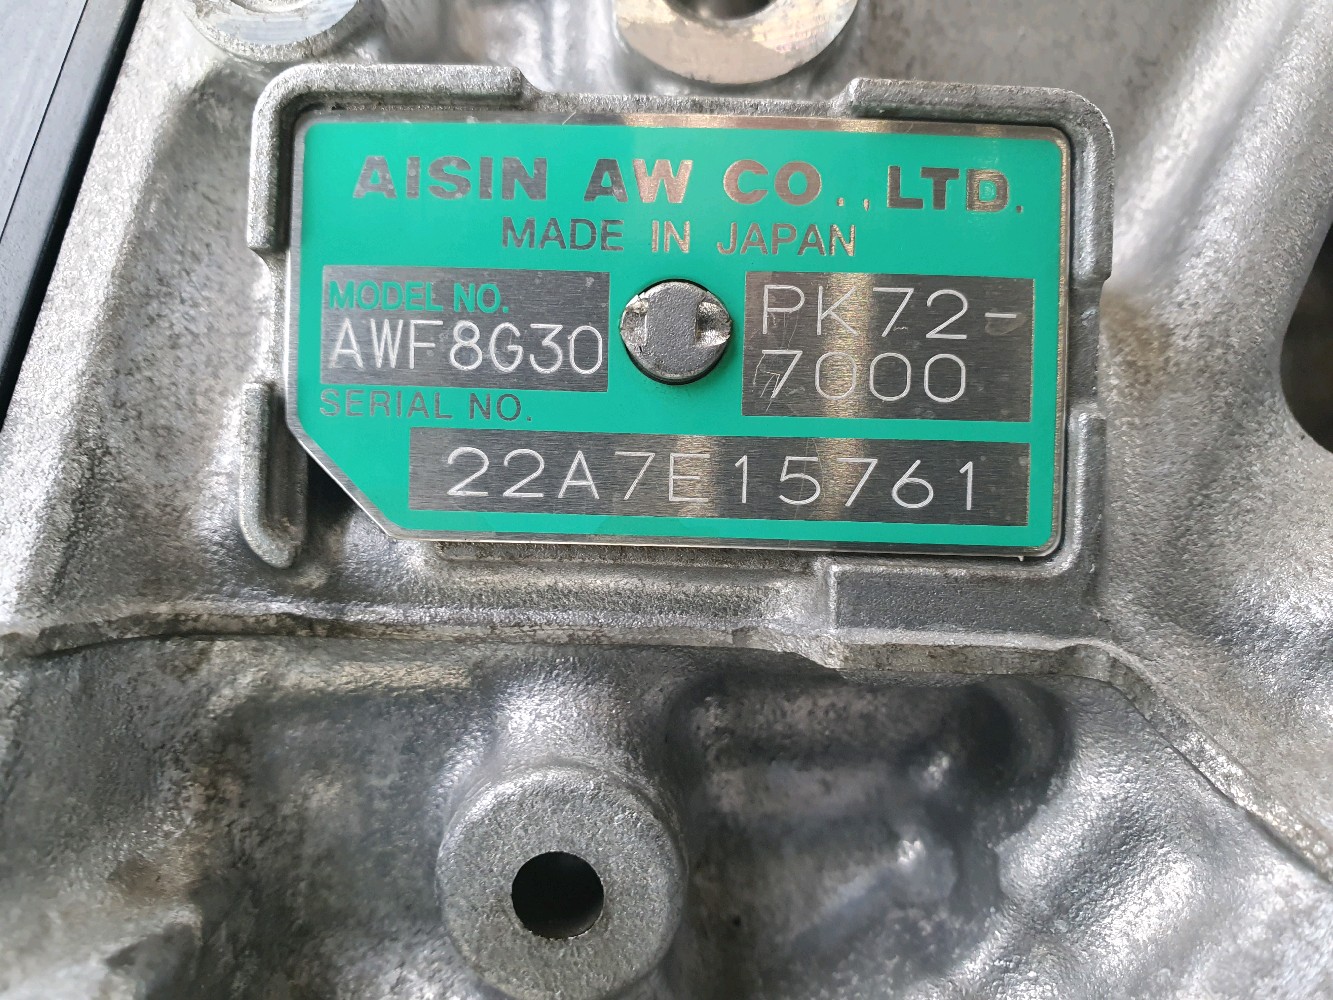 AISIN AW CO., LTD.
MADE IN JAPAN
MODEL NO.
AWF8G30
PK72-
7000
SERIAL NO.
22A7E15761